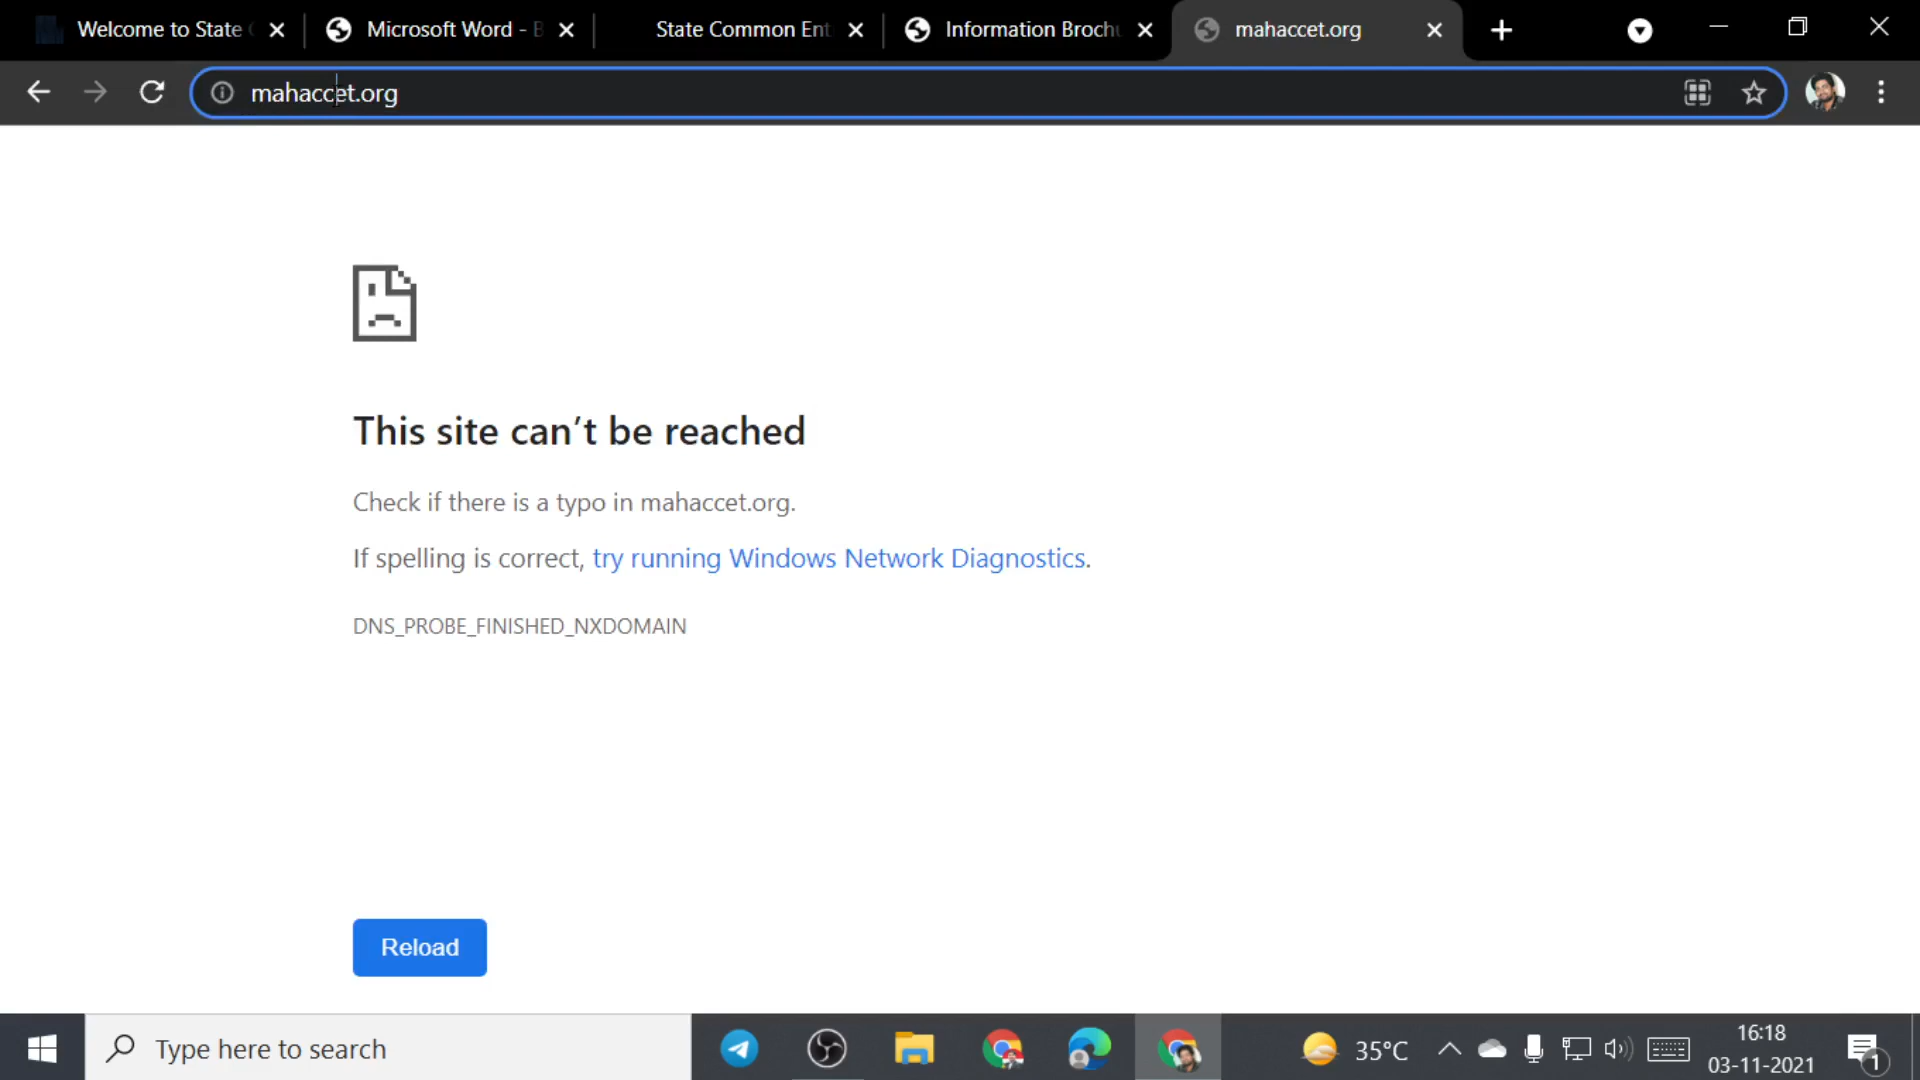 Welcome to State
Microsoft Word -
State Common Ent
Information Broch
mahaccet.org
mahaccet.org
This site can’t be reached
Check if there is a typo in mahaccet.org.
If spelling is correct, try running Windows Network Diagnostics.
DNS_PROBE_FINISHED_NXDOMAIN
Reload
Type here to search
35°C
16:18
03-11-2021
1